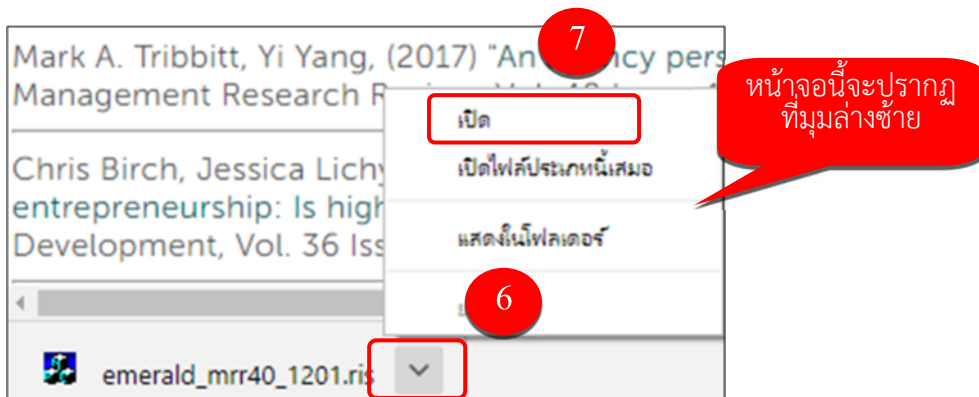 Mark A. Tribbitt, Yi Yang, (2017) "An ncy pers
Management Research R
Chris Birch, Jessica Lichy
entrepreneurship: Is high
Development, Vol. 36 Iss
7
เปิด
เปิดไฟล์ประเภทนี้เสมอ
แสดงในโฟลเดอร์
6
emerald_mrr40_1201.ris
หน้าจอนี้จะปรากฏ
ที่มุมล่างซ้าย